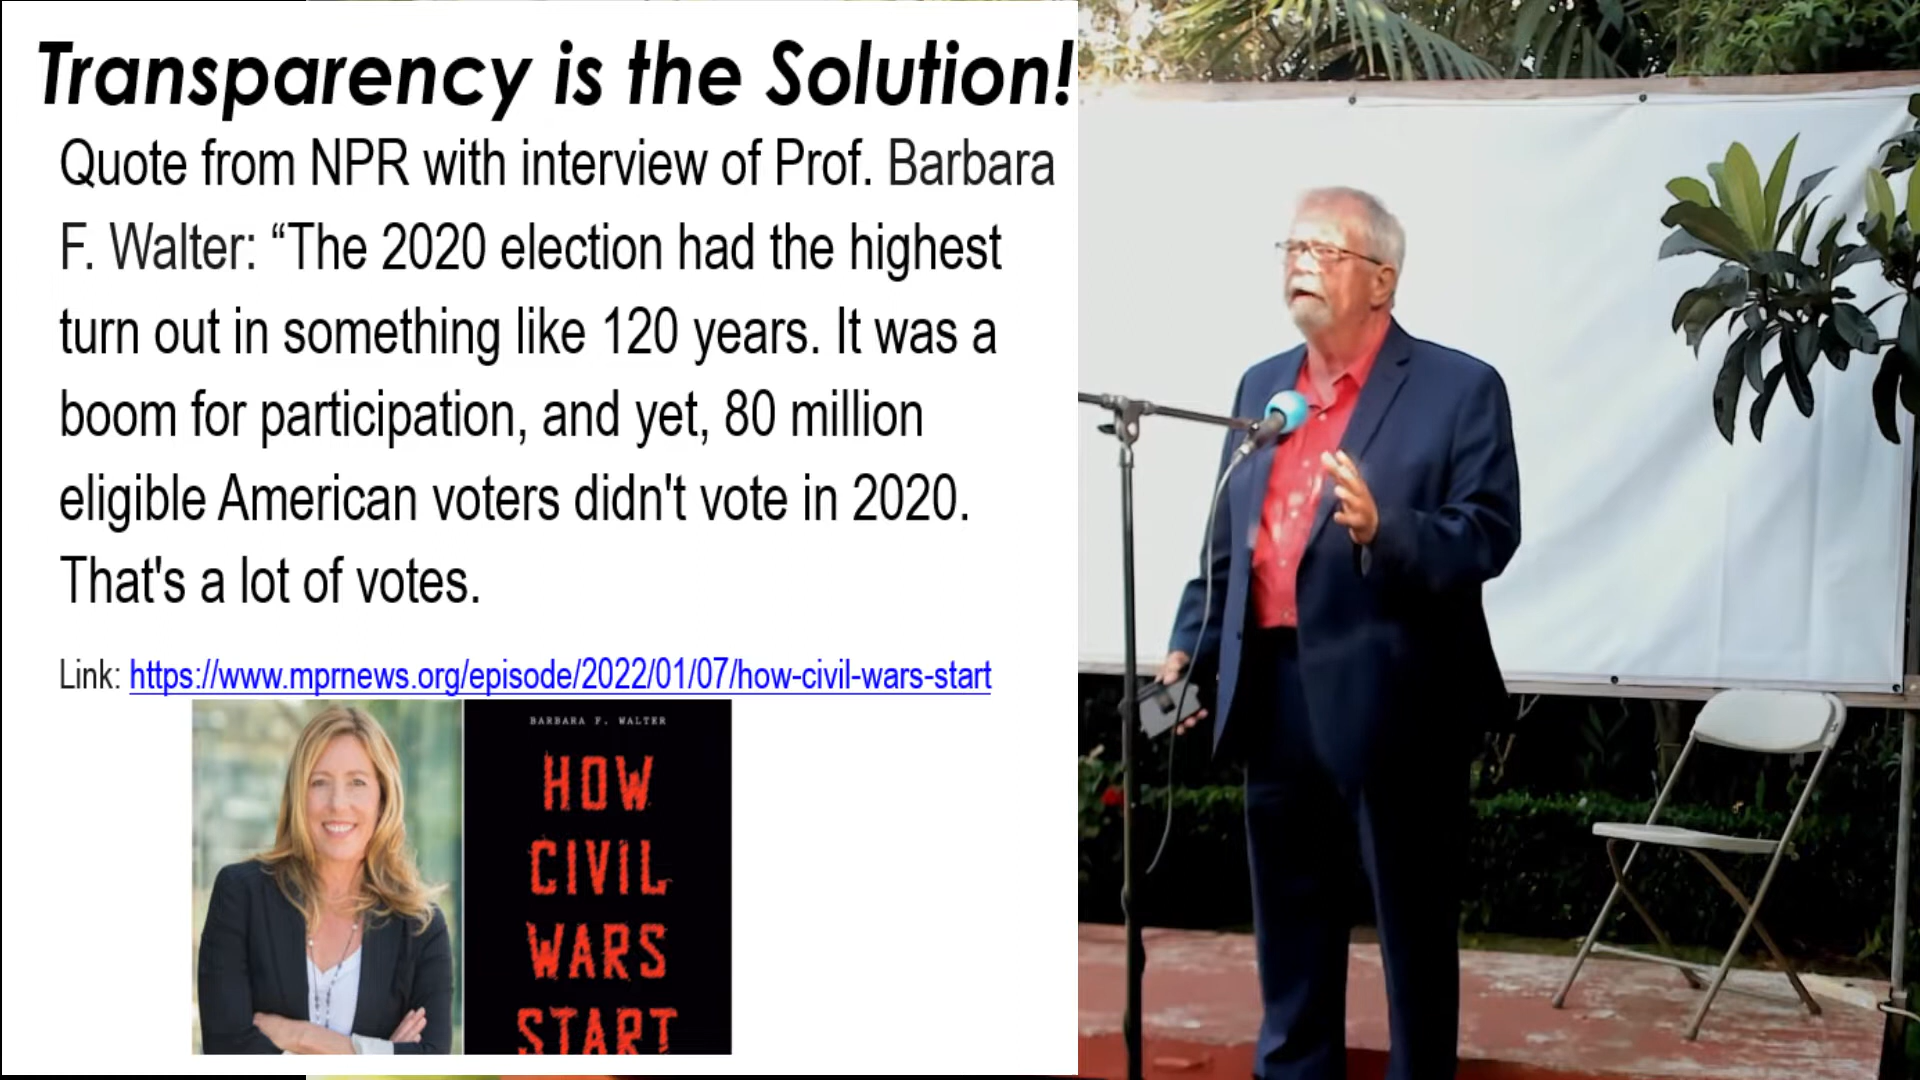 Transparency is the Solution!
Quote from NPR with interview of Prof. Barbara
F. Walter: “The 2020 election had the highest
turn out in something like 120 years. It was a
boom for participation, and yet, 80 million
eligible American voters didn't vote in 2020.
That's a lot of votes.
Link: https://www.mprnews.org/episode/2022/01/07/how-civil-wars-start
BARBARA F. WALTER
HOW
CIVIL
WARS
START